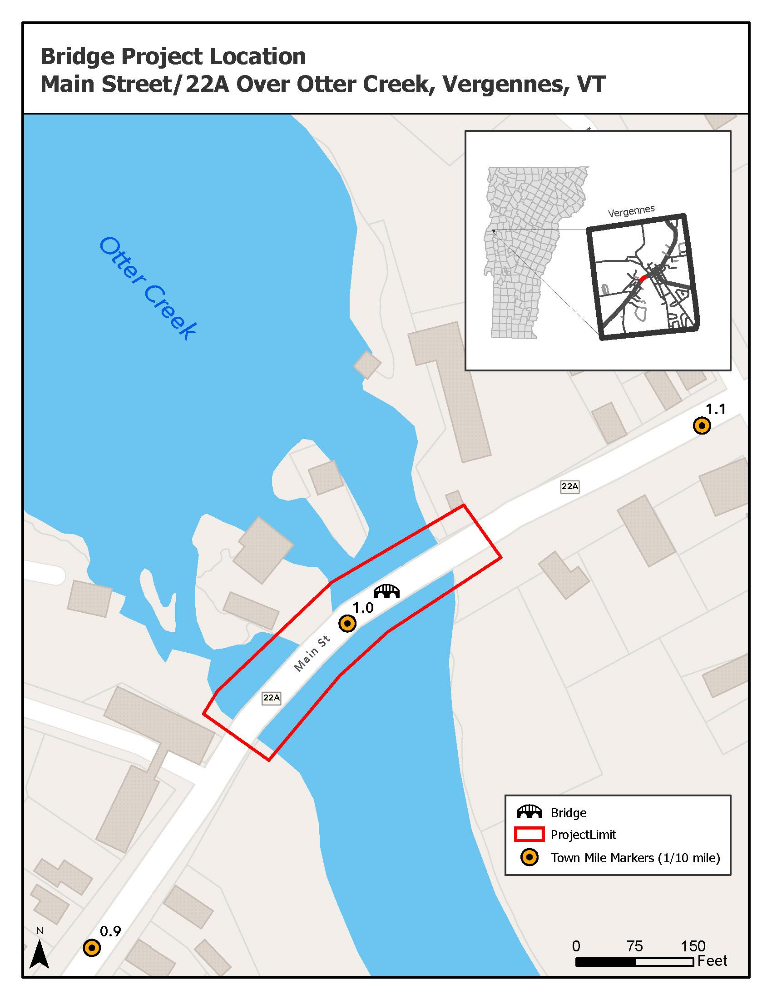 Bridge Project Location
Main Street/22A Over Otter Creek, Vergennes, VT
Otter Creek
Vergennes
1.1
22A
1.0
Main St
22A
Bridge
ProjectLimit
Town Mile Markers (1/10 mile)
0.9
N
0 75 150
Feet